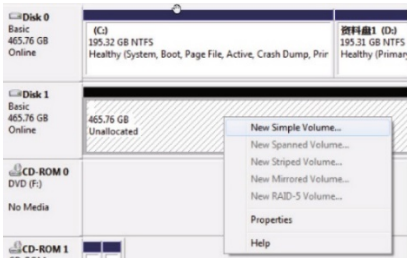 Disk 0
Basic
465.76 GB
Online
(C:)
195.32 GB NTFS
Healthy (System, Boot, Page File, Active, Crash Dump, Prir
资料盘1 (D:)
195.31 GB NTFS
Healthy (Primary
Disk 1
Basic
465.76 GB
Online
465.76 GB
Unallocated
New Simple Volume...
New Spanned Volume...
New Striped Volume...
New Mirrored Volume...
New RAID-5 Volume...
Properties
Help
CD-ROM 0
DVD (F:)
No Media
CD-ROM 1